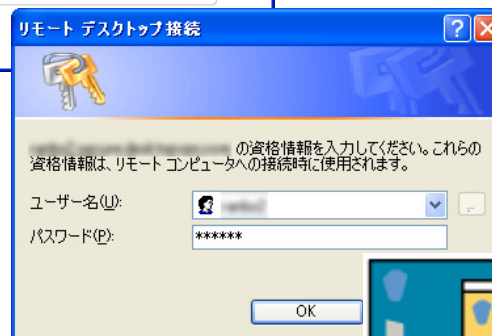 リモート デスクトップ接続
の資格情報を入力してください。これらの
資格情報は、リモート コンピュータへの接続時に使用されます。
ユーザー名(U):
パスワード(P):
******
OK